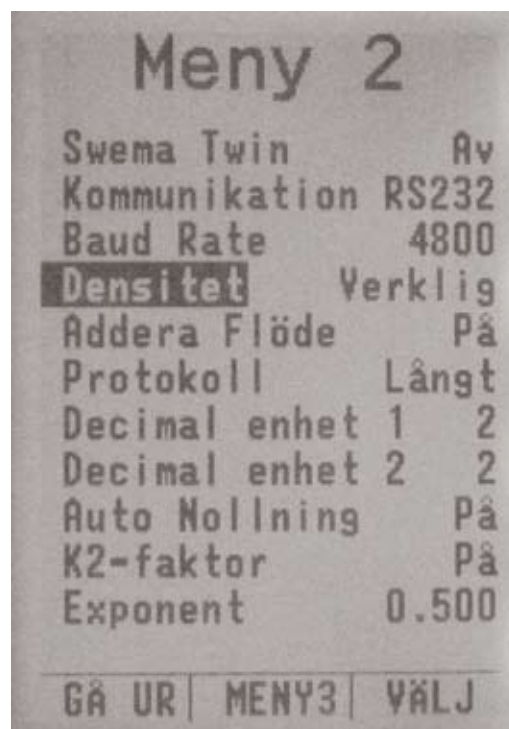 Meny 2
Swema Twin Av
Kommunikation RS232
Baud Rate 4800
Densitet Verklig
Addera Flöde På
Protokoll Långt
Decimal enhet 1 2
Decimal enhet 2 2
Auto Nollning På
K2-faktor På
Exponent 0.500
GÅ UR| MENY3| VÄLJ